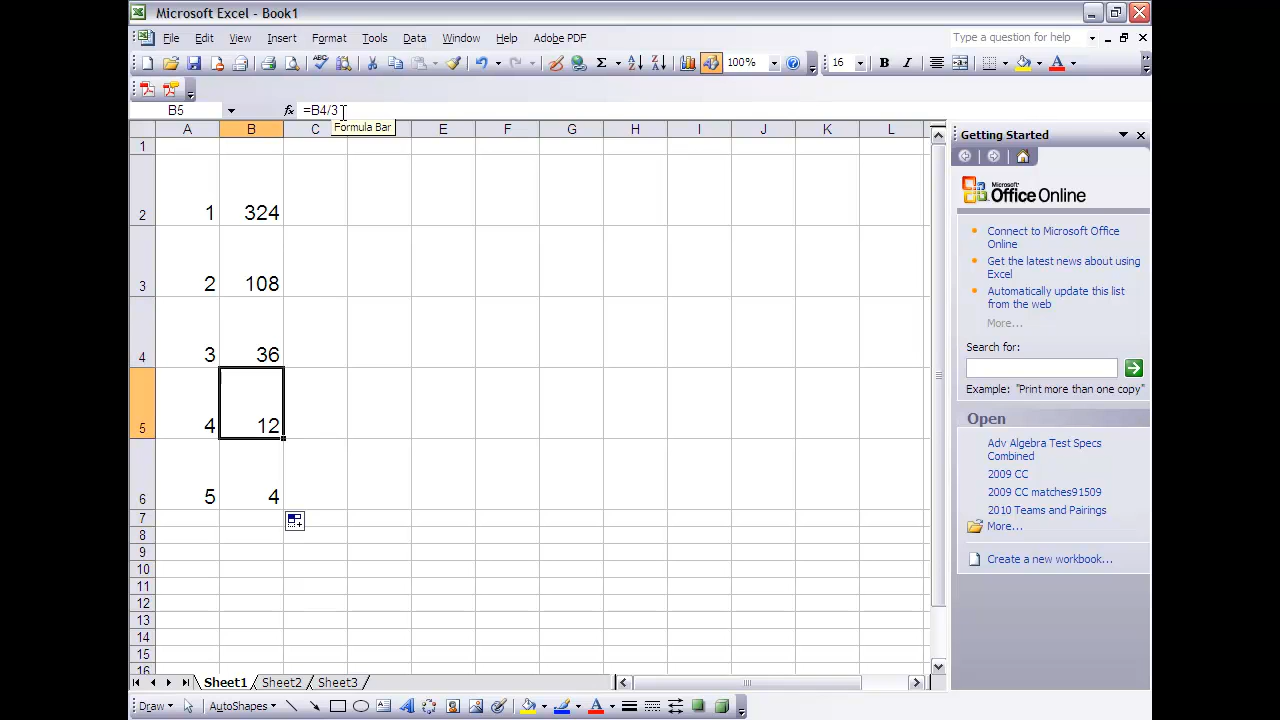 Microsoft Excel - Book1
File Edit View Insert Format Tools Data Window Help Adobe PDF
Type a question for help
100%
16
B5
fx =B4/3
Formula Bar
A B C D E F G H I J K L
1
2 1 324
3 2 108
4 3 36
5 4 12
6 5 4
7
8
9
10
11
12
13
14
15
16
Getting Started
Microsoft
Office Online
Connect to Microsoft Office
Online
Get the latest news about using
Excel
Automatically update this list
from the web
More...
Search for:
Example: "Print more than one copy"
Open
Adv Algebra Test Specs
Combined
2009 CC
2009 CC matches91509
2010 Teams and Pairings
More...
Create a new workbook...
Sheet1 Sheet2 Sheet3
Draw AutoShapes